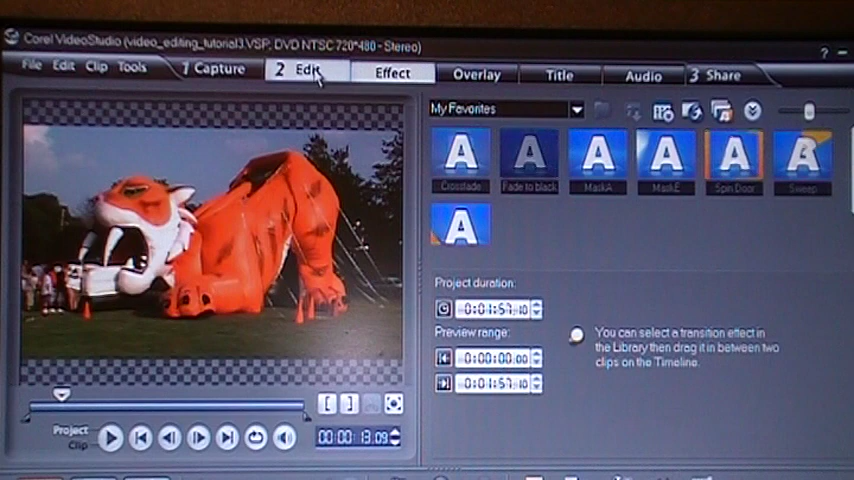 Corel VideoStudio (video_editing_tutorial3.VSP, DVD NTSC 720*480 - Stereo)
? –
File Edit Clip Tools 1 Capture 2 Edit Effect Overlay Title Audio 3 Share
My Favorites
A A A A A A
Crossfade Fade to black MaskA MaskE Spin Door Sweep
A
Project duration:
0:01:57.10
Preview range:
0:00:00.00
0:01:57.10
You can select a transition effect in
the Library then drag it in between two
clips on the Timeline.
[ ]
Project
Clip
00:00:13.09